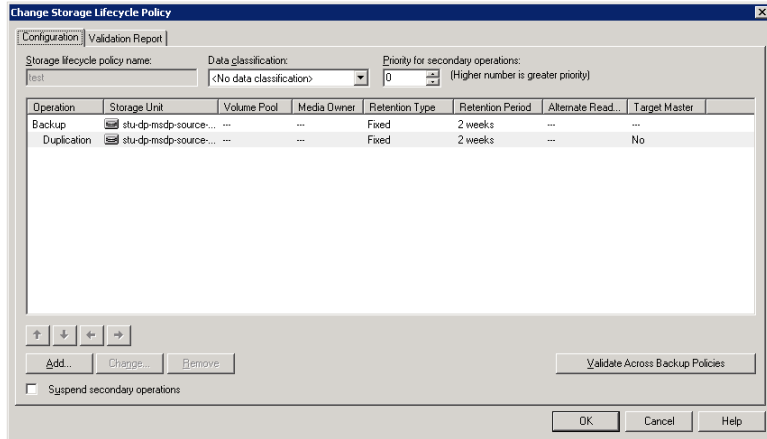 Change Storage Lifecycle Policy
Configuration Validation Report
Storage lifecycle policy name: Data classification: Priority for secondary operations:
test <No data classification> 0 (Higher number is greater priority)
Operation Storage Unit Volume Pool Media Owner Retention Type Retention Period Alternate Read... Target Master
Backup stu-dp-msdp-source-... --- --- Fixed 2 weeks --- ---
Duplication stu-dp-msdp-source-... --- --- Fixed 2 weeks --- No
Add... Change... Remove Validate Across Backup Policies
Suspend secondary operations
OK Cancel Help